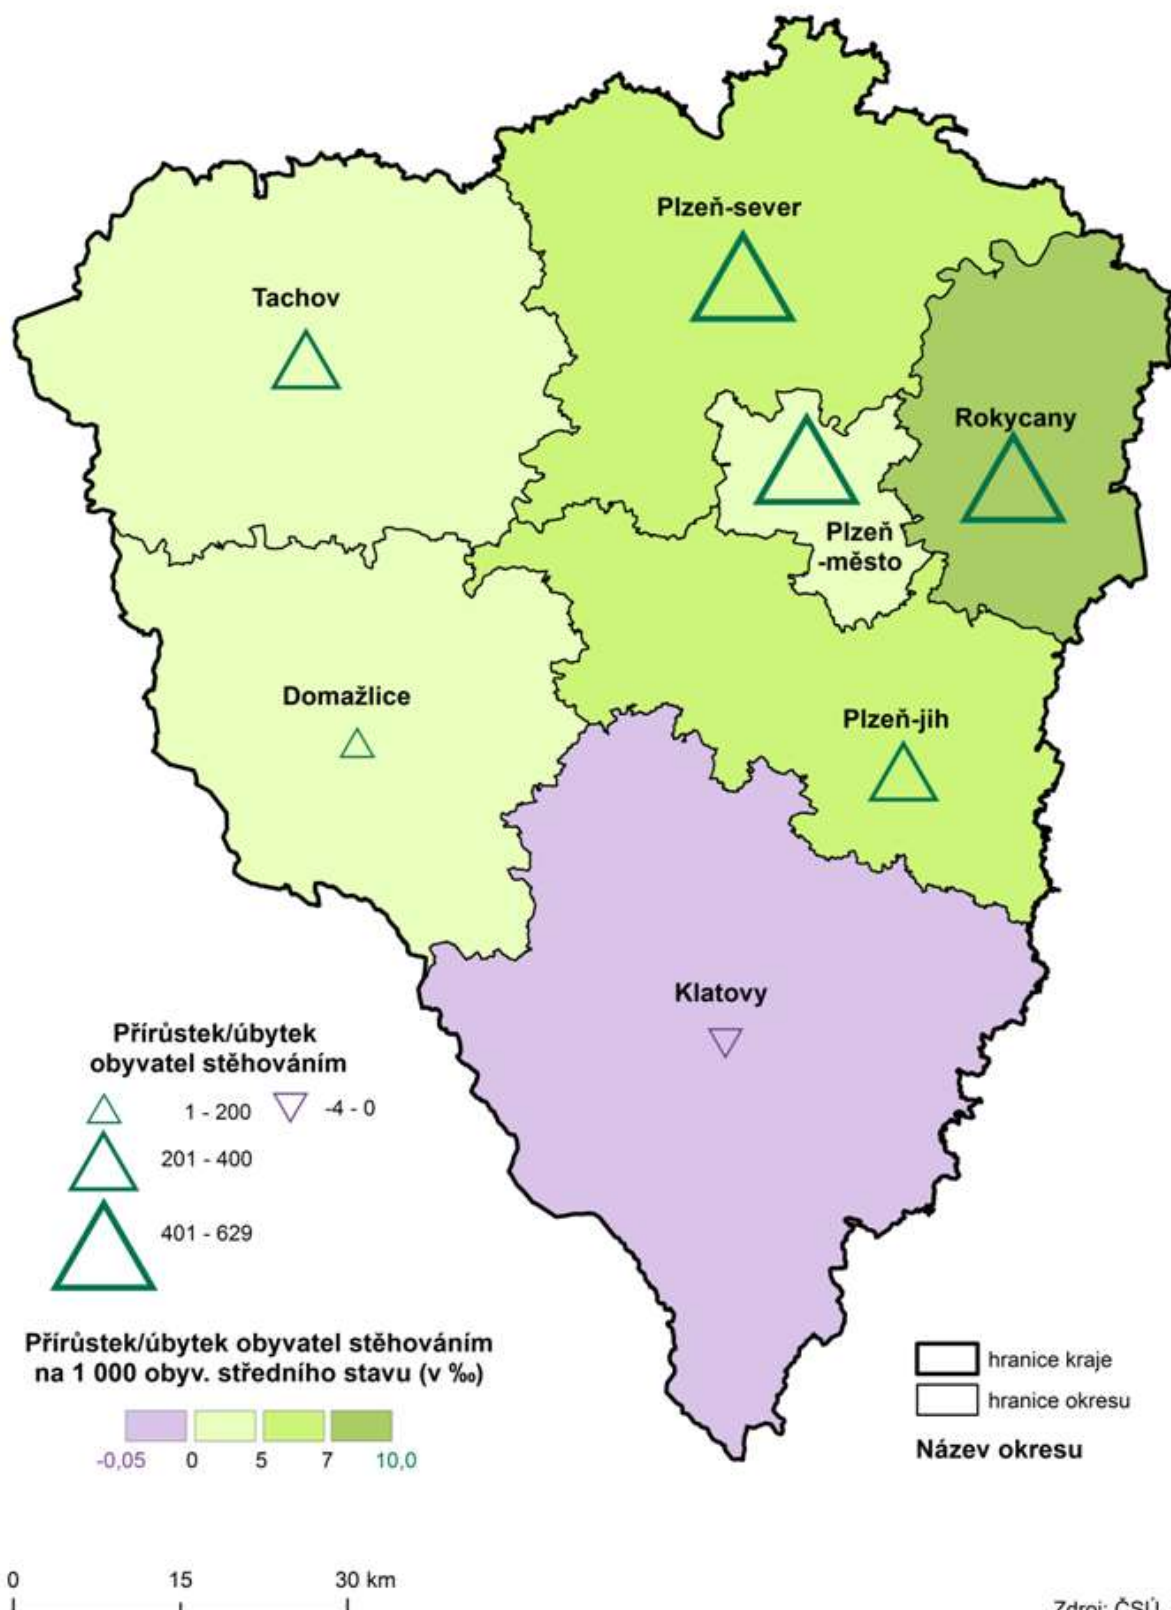 Plzeň-sever
Tachov
Rokycany
Plzeň
-město
Domažlice
Plzeň-jih
Klatovy
Přírůstek/úbytek
obyvatel stěhováním
1 - 200
-4 - 0
201 - 400
401 - 629
Přírůstek/úbytek obyvatel stěhováním
na 1 000 obyv. středního stavu (v ‰)
-0,05 0 5 7 10,0
hranice kraje
hranice okresu
Název okresu
0 15 30 km
Zdroj: ČSÚ